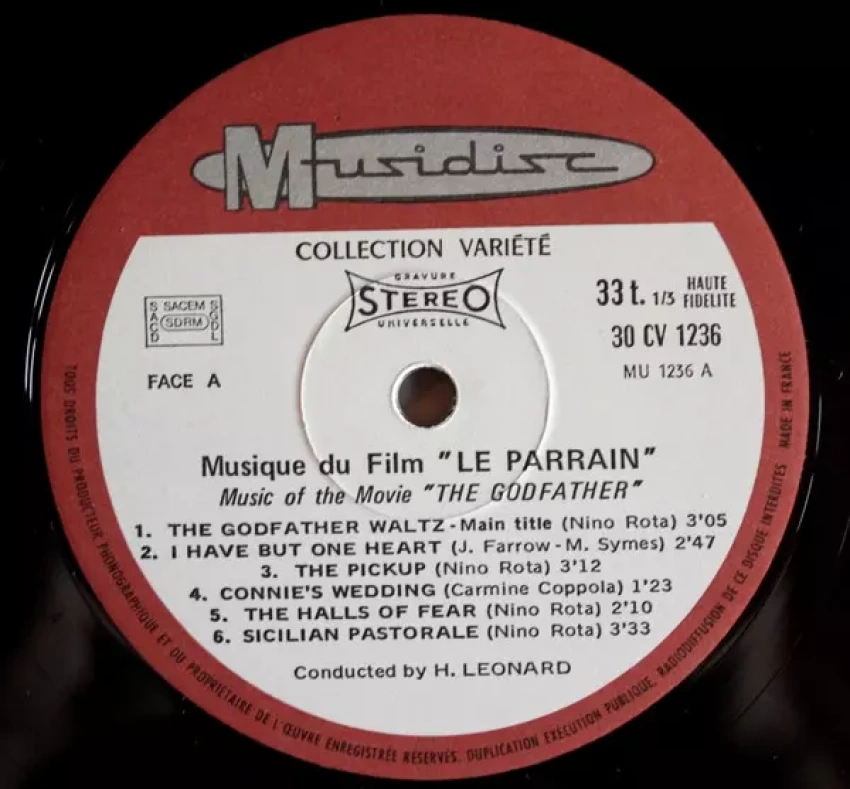 Musidisc
COLLECTION VARIÉTÉ
GRAVURE
STEREO
UNIVERSELLE
SACD
SACEM
SDRM
SGDL
33 t. 1/3 HAUTE FIDELITE
30 CV 1236
MU 1236 A
FACE A
Musique du Film "LE PARRAIN"
Music of the Movie "THE GODFATHER"
1. THE GODFATHER WALTZ - Main title (Nino Rota) 3'05
2. I HAVE BUT ONE HEART (J. Farrow - M. Symes) 2'47
3. THE PICKUP (Nino Rota) 3'12
4. CONNIE'S WEDDING (Carmine Coppola) 1'23
5. THE HALLS OF FEAR (Nino Rota) 2'10
6. SICILIAN PASTORALE (Nino Rota) 3'33
Conducted by H. LEONARD
TOUS DROITS DU PRODUCTEUR PHONOGRAPHIQUE ET DU PROPRIÉTAIRE DE L'ŒUVRE ENREGISTRÉE RÉSERVÉS. DUPLICATION EXÉCUTION PUBLIQUE, RADIODIFFUSION DE CE DISQUE INTERDITES MADE IN FRANCE